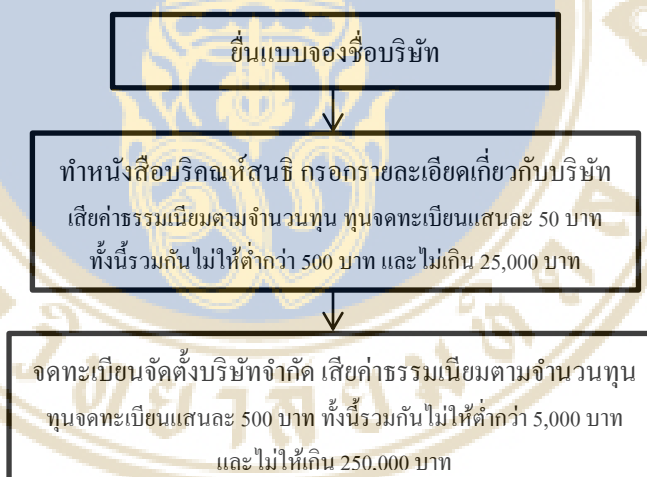 ยื่นแบบจองชื่อบริษัท
ทำหนังสือบริคณห์สนธิ กรอกรายละเอียดเกี่ยวกับบริษัท
เสียค่าธรรมเนียมตามจำนวนทุน ทุนจดทะเบียนแสนละ 50 บาท
ทั้งนี้รวมกันไม่ให้ต่ำกว่า 500 บาท และไม่เกิน 25,000 บาท
จดทะเบียนจัดตั้งบริษัทจำกัด เสียค่าธรรมเนียมตามจำนวนทุน
ทุนจดทะเบียนแสนละ 500 บาท ทั้งนี้รวมกันไม่ให้ต่ำกว่า 5,000 บาท
และไม่ให้เกิน 250.000 บาท